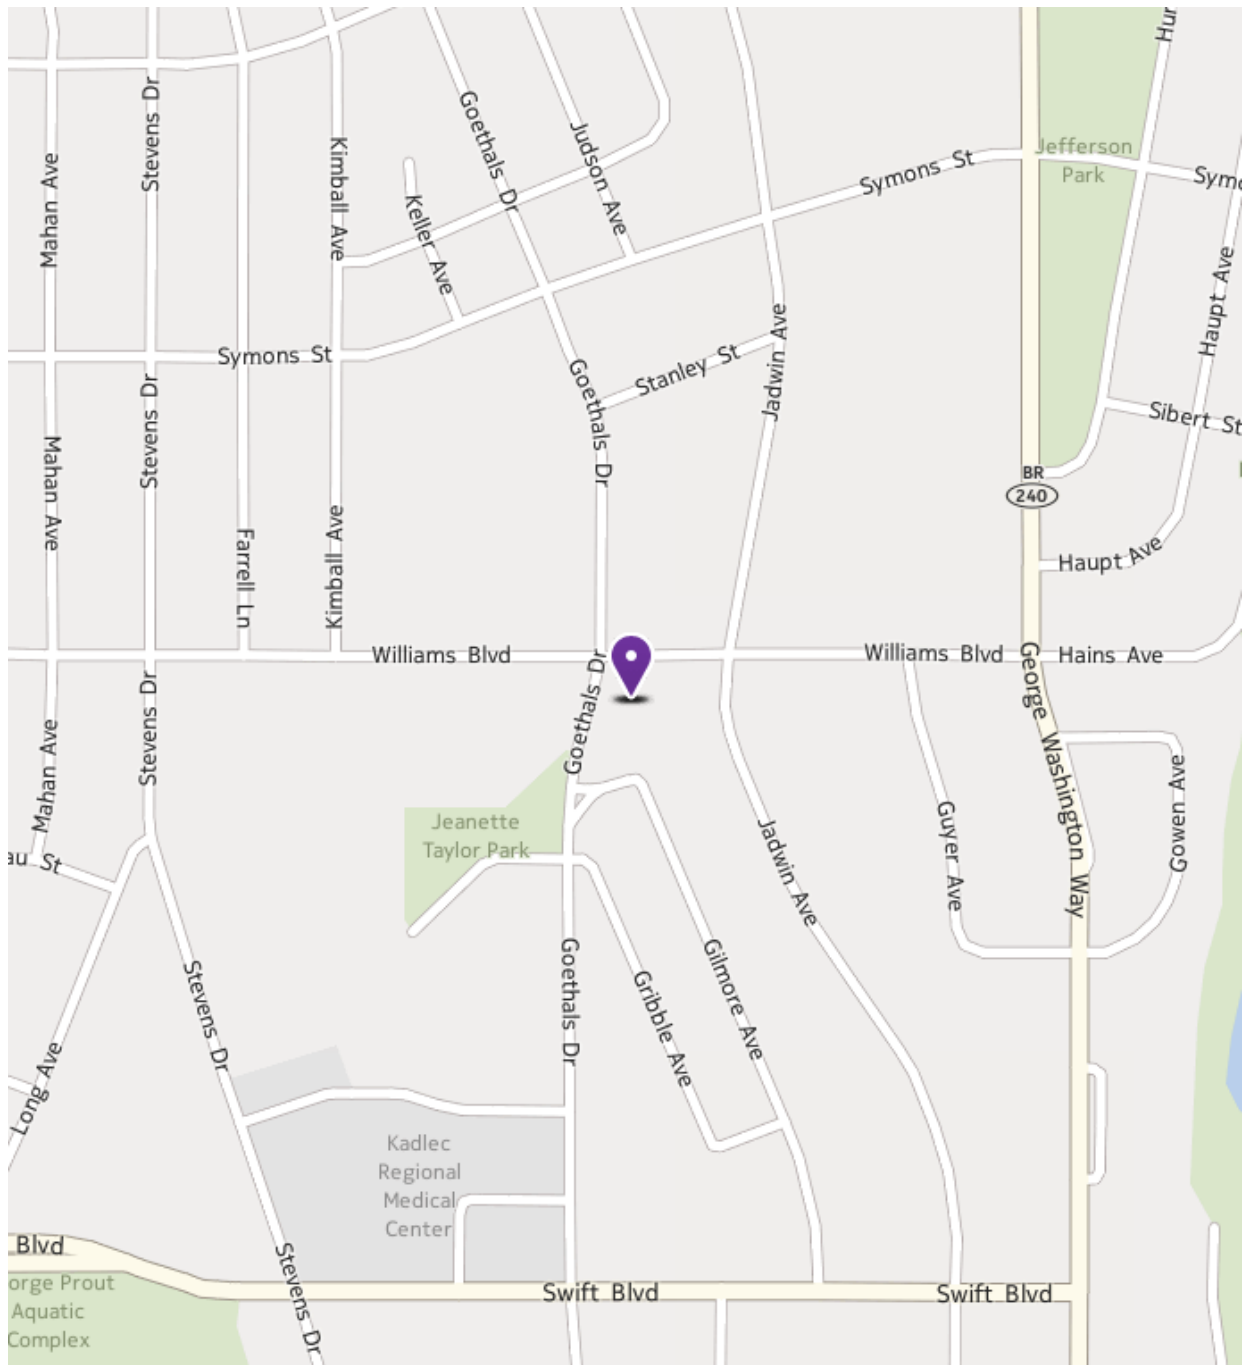 Hur
Stevens Dr
Goethals Dr
Judson Ave
Kimball Ave
Jefferson
Park
Mahan Ave
Symons St
Symo
Keller Ave
Haupt Ave
Symons St
Stanley St
Jadwin Ave
Goethals Dr
Stevens Dr
Sibert St
Mahan Ave
BR
240
Farrell Ln
Kimball Ave
Haupt Ave
Williams Blvd
Williams Blvd
Hains Ave
Goethals Dr
Stevens Dr
George Washington Way
Mahan Ave
Gowen Ave
Jeanette
Taylor Park
Jadwin Ave
Guyer Ave
au St
Stevens Dr
Goethals Dr
Gribble Ave
Gilmore Ave
Long Ave
Kadlec
Regional
Medical
Center
Blvd
Stevens Dr
orge Prout
Aquatic
Complex
Swift Blvd
Swift Blvd